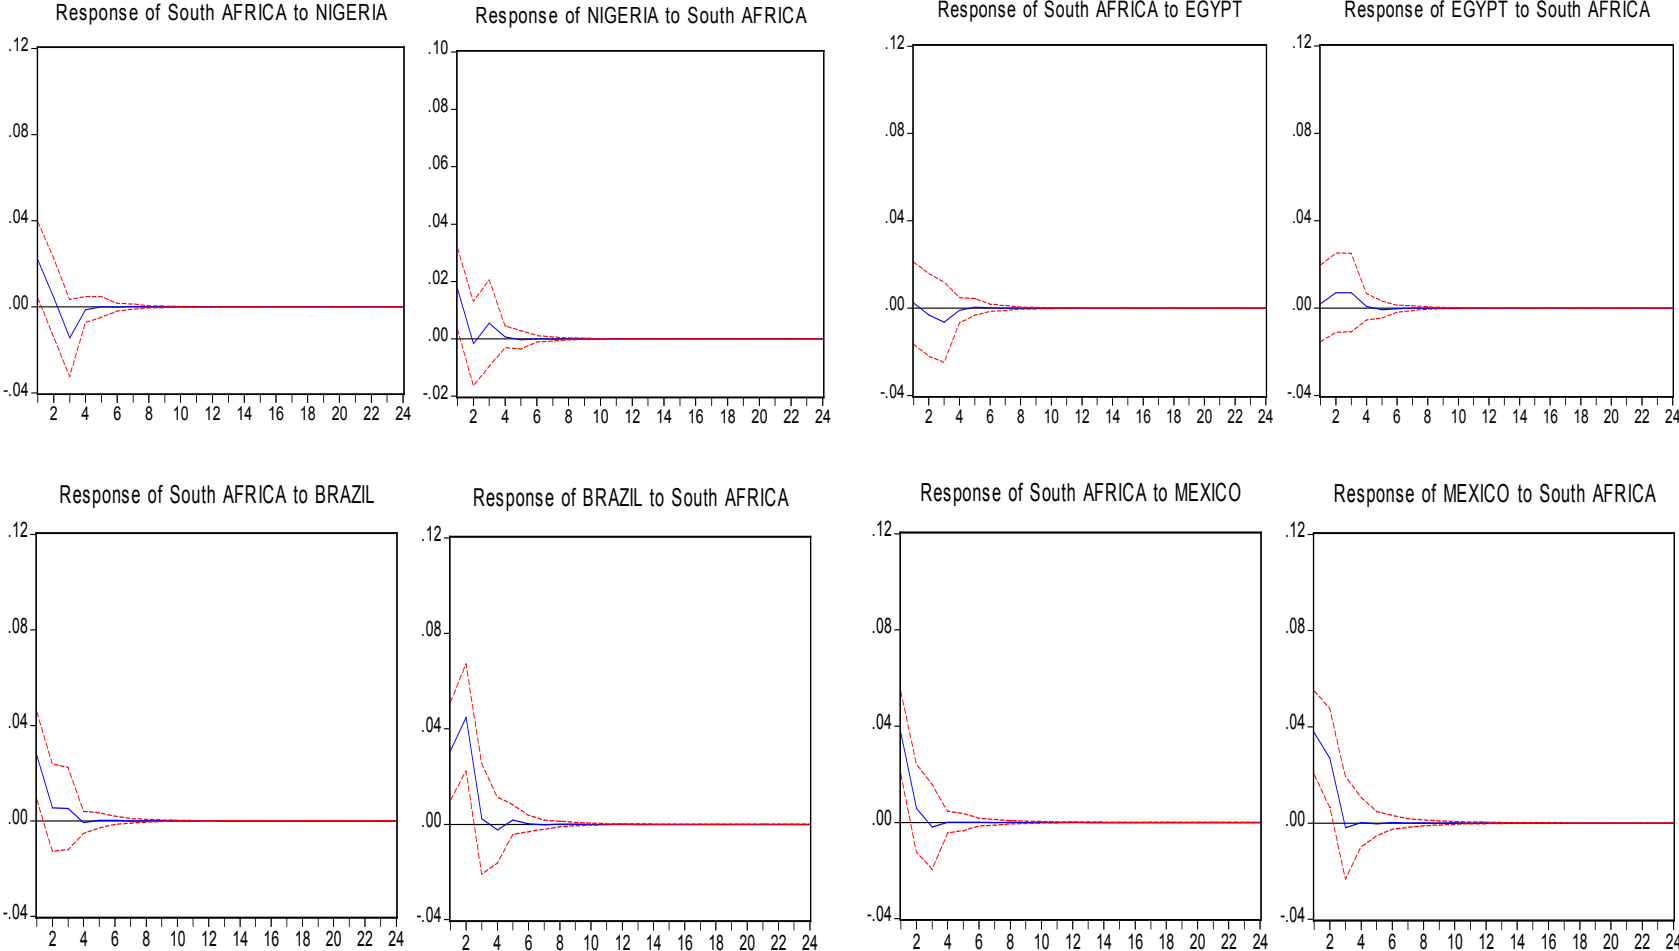 Response of South AFRICA to NIGERIA
.12
.08
.04
.00
-.04
2 4 6 8 10 12 14 16 18 20 22 24
Response of NIGERIA to South AFRICA
.10
.08
.06
.04
.02
.00
-.02
2 4 6 8 10 12 14 16 18 20 22 24
Response of South AFRICA to EGYPT
.12
.08
.04
.00
-.04
2 4 6 8 10 12 14 16 18 20 22 24
Response of EGYPT to South AFRICA
.12
.08
.04
.00
-.04
2 4 6 8 10 12 14 16 18 20 22 24
Response of South AFRICA to BRAZIL
.12
.08
.04
.00
-.04
2 4 6 8 10 12 14 16 18 20 22 24
Response of BRAZIL to South AFRICA
.12
.08
.04
.00
-.04
2 4 6 8 10 12 14 16 18 20 22 24
Response of South AFRICA to MEXICO
.12
.08
.04
.00
-.04
2 4 6 8 10 12 14 16 18 20 22 24
Response of MEXICO to South AFRICA
.12
.08
.04
.00
-.04
2 4 6 8 10 12 14 16 18 20 22 24